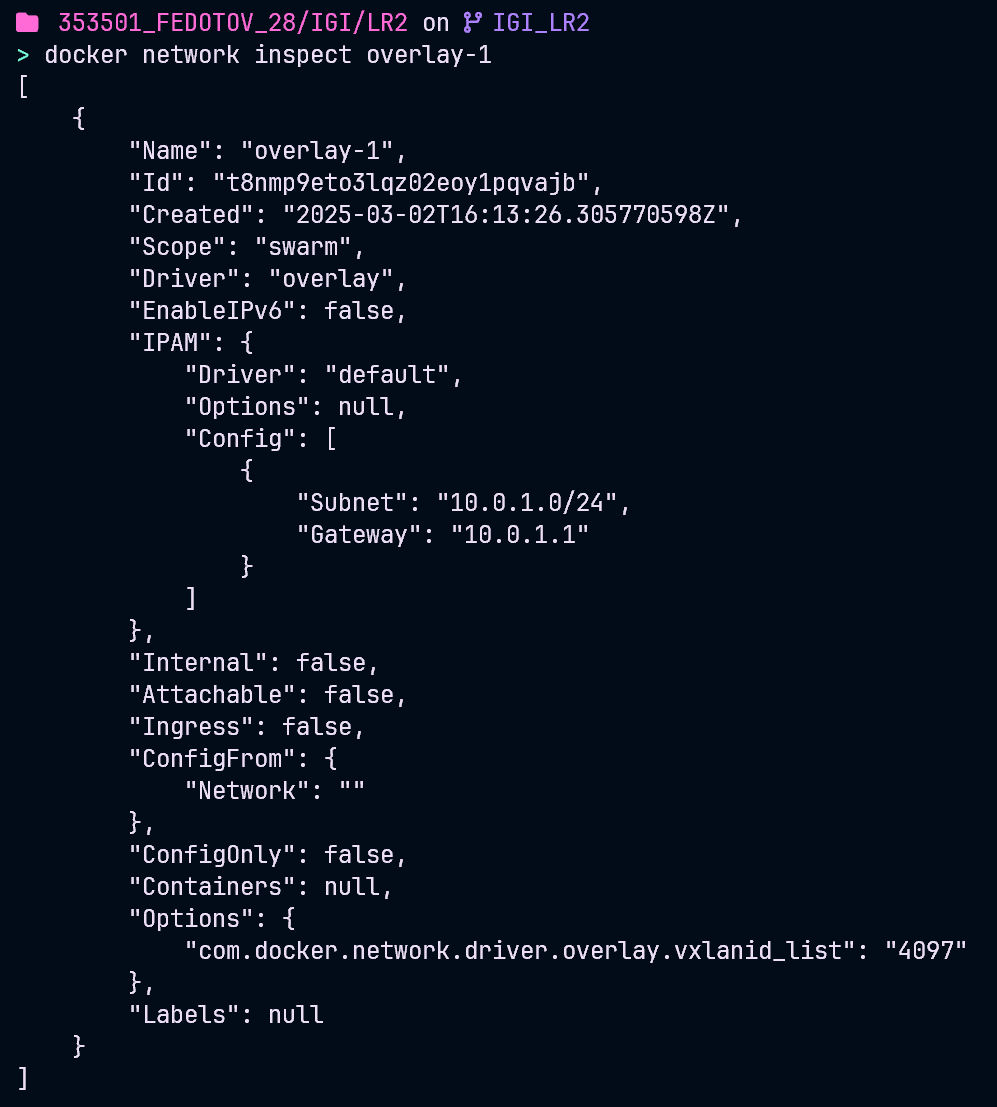 353501_FEDOTOV_28/IGI/LR2 on IGI_LR2
> docker network inspect overlay-1
[
    {
        "Name": "overlay-1",
        "Id": "t8nmp9eto3lqz02eoy1pqvajb",
        "Created": "2025-03-02T16:13:26.305770598Z",
        "Scope": "swarm",
        "Driver": "overlay",
        "EnableIPv6": false,
        "IPAM": {
            "Driver": "default",
            "Options": null,
            "Config": [
                {
                    "Subnet": "10.0.1.0/24",
                    "Gateway": "10.0.1.1"
                }
            ]
        },
        "Internal": false,
        "Attachable": false,
        "Ingress": false,
        "ConfigFrom": {
            "Network": ""
        },
        "ConfigOnly": false,
        "Containers": null,
        "Options": {
            "com.docker.network.driver.overlay.vxlanid_list": "4097"
        },
        "Labels": null
    }
]